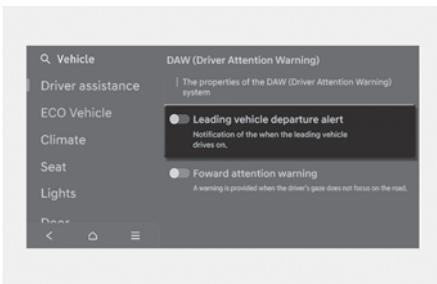 Vehicle
Driver assistance
ECO Vehicle
Climate
Seat
Lights
Door
DAW (Driver Attention Warning)
The properties of the DAW (Driver Attention Warning)
system
Leading vehicle departure alert
Notification of the when the leading vehicle
drives on,
Foward attention warning
A warning is provided when the driver's gaze does not focus on the road,